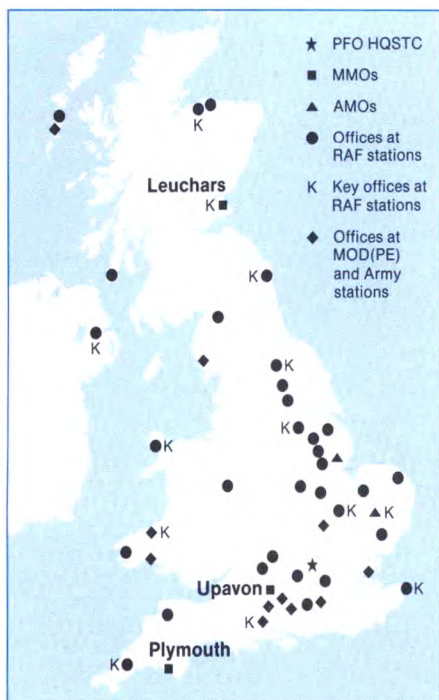 PFO HQSTC
MMOs
AMOs
Offices at
RAF stations
K Key offices at
RAF stations
Offices at
MOD(PE)
and Army
stations
K
Leuchars
K
K
K
K
K
K
K
K
K
K
Upavon
K
K
Plymouth
K